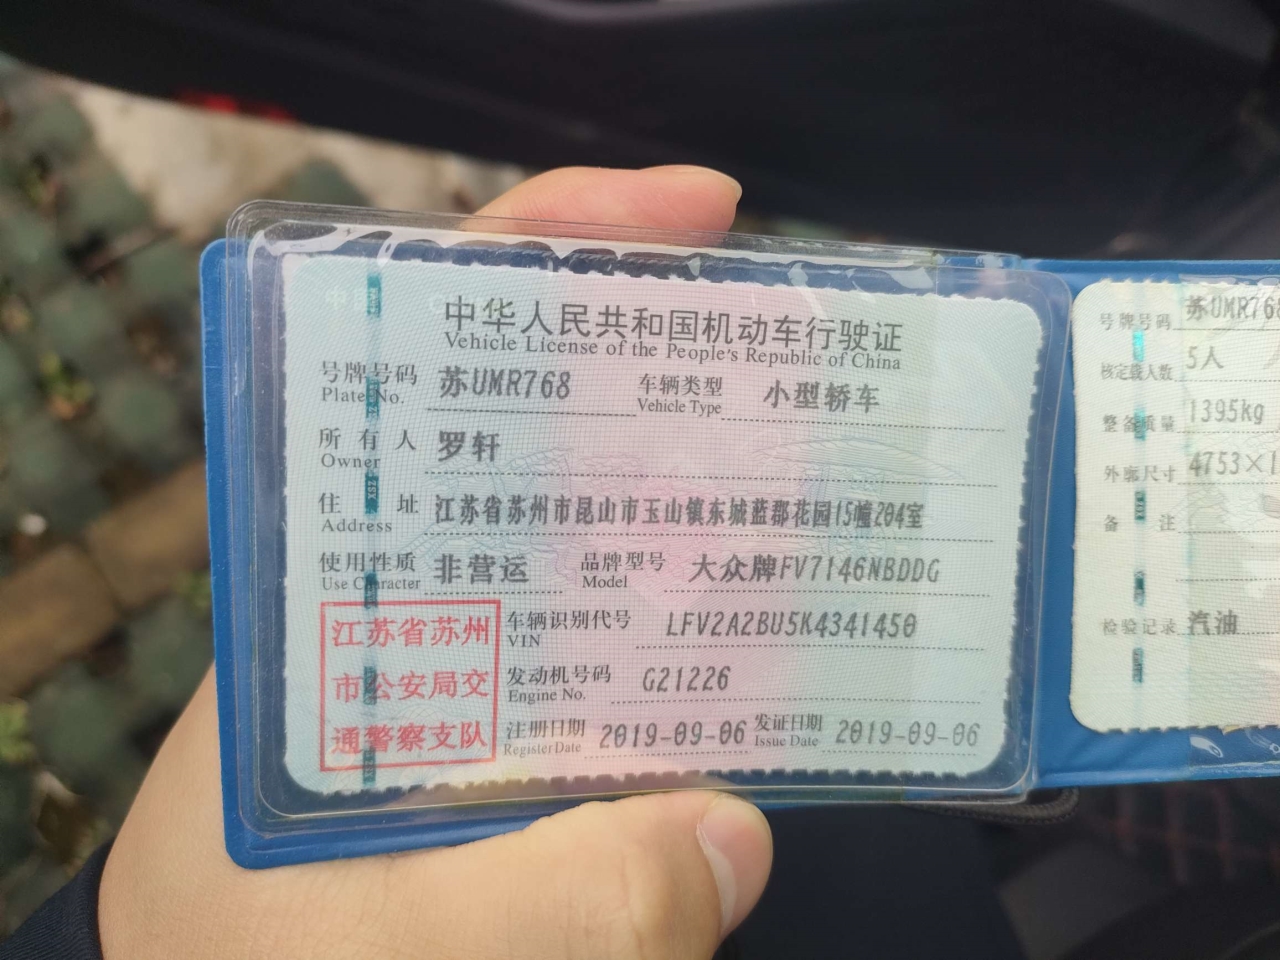 中华人民共和国机动车行驶证
Vehicle License of the People's Republic of China
号牌号码 苏UMR768 车辆类型 小型轿车
Plate No. Vehicle Type
所有人 罗轩
Owner
住址 江苏省苏州市昆山市玉山镇东城蓝郡花园15幢204室
Address
使用性质 非营运 品牌型号 大众牌FV7146NBDDG
Use Character Model
江苏省苏州
市公安局交
通警察支队
车辆识别代号 LFV2A2BU5K4341450
VIN
发动机号码 G21226
Engine No.
注册日期 2019-09-06 发证日期 2019-09-06
Register Date Issue Date
号牌号码 苏UMR768
核定载人数 5人
整备质量 1395kg
外廓尺寸 4753×1
备注
检验记录 汽油